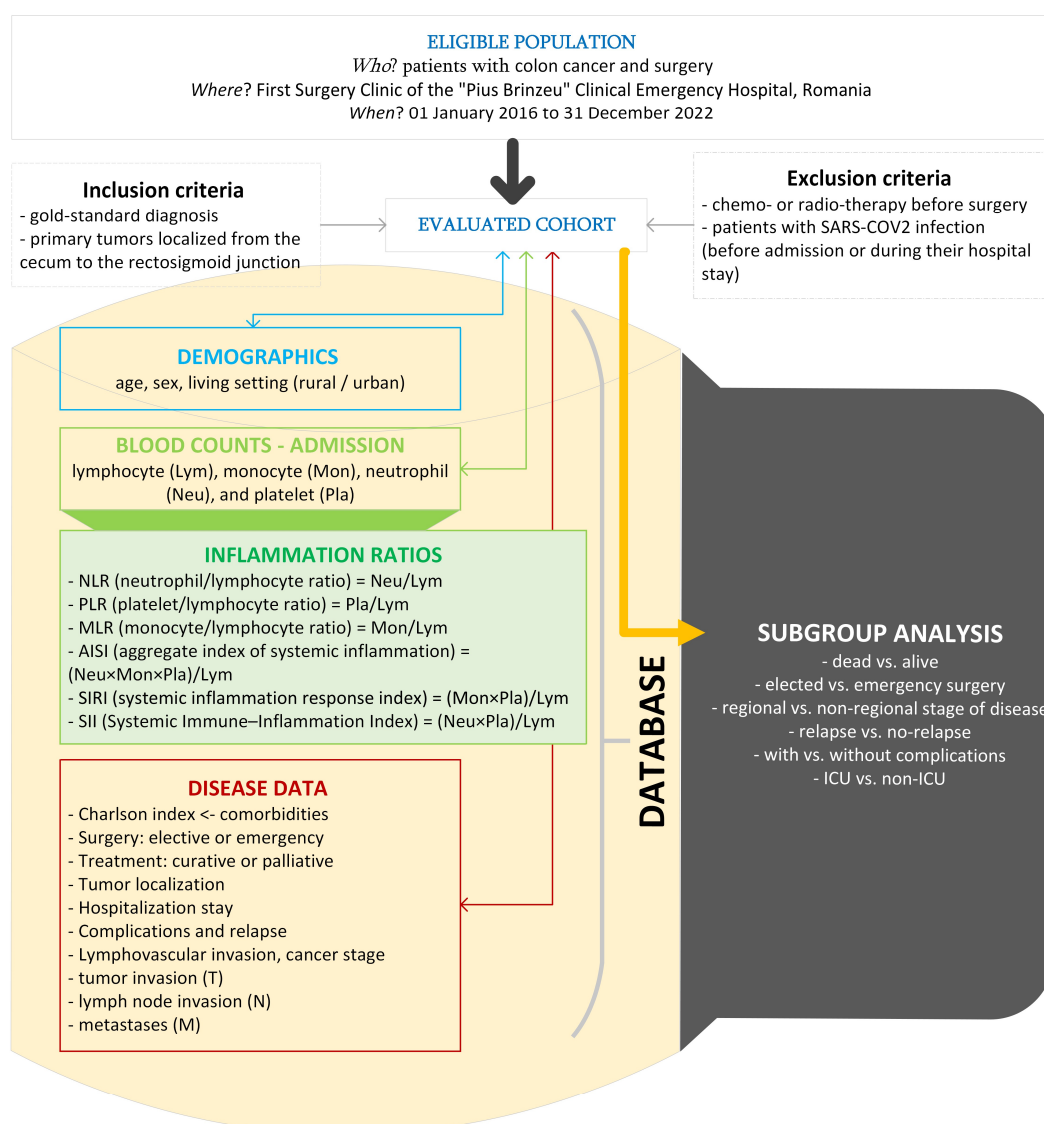 ELIGIBLE POPULATION
Who? patients with colon cancer and surgery
Where? First Surgery Clinic of the "Pius Brinzeu" Clinical Emergency Hospital, Romania
When? 01 January 2016 to 31 December 2022
Inclusion criteria
- gold-standard diagnosis
- primary tumors localized from the
cecum to the rectosigmoid junction
EVALUATED COHORT
Exclusion criteria
- chemo- or radio-therapy before surgery
- patients with SARS-COV2 infection
(before admission or during their hospital
stay)
DEMOGRAPHICS
age, sex, living setting (rural / urban)
BLOOD COUNTS - ADMISSION
lymphocyte (Lym), monocyte (Mon), neutrophil
(Neu), and platelet (Pla)
INFLAMMATION RATIOS
- NLR (neutrophil/lymphocyte ratio) = Neu/Lym
- PLR (platelet/lymphocyte ratio) = Pla/Lym
- MLR (monocyte/lymphocyte ratio) = Mon/Lym
- AISI (aggregate index of systemic inflammation) =
(Neu×Mon×Pla)/Lym
- SIRI (systemic inflammation response index) = (Mon×Pla)/Lym
- SII (Systemic Immune–Inflammation Index) = (Neu×Pla)/Lym
DISEASE DATA
- Charlson index <- comorbidities
- Surgery: elective or emergency
- Treatment: curative or palliative
- Tumor localization
- Hospitalization stay
- Complications and relapse
- Lymphovascular invasion, cancer stage
- tumor invasion (T)
- lymph node invasion (N)
- metastases (M)
DATABASE
SUBGROUP ANALYSIS
- dead vs. alive
- elected vs. emergency surgery
- regional vs. non-regional stage of disease
- relapse vs. no-relapse
- with vs. without complications
- ICU vs. non-ICU